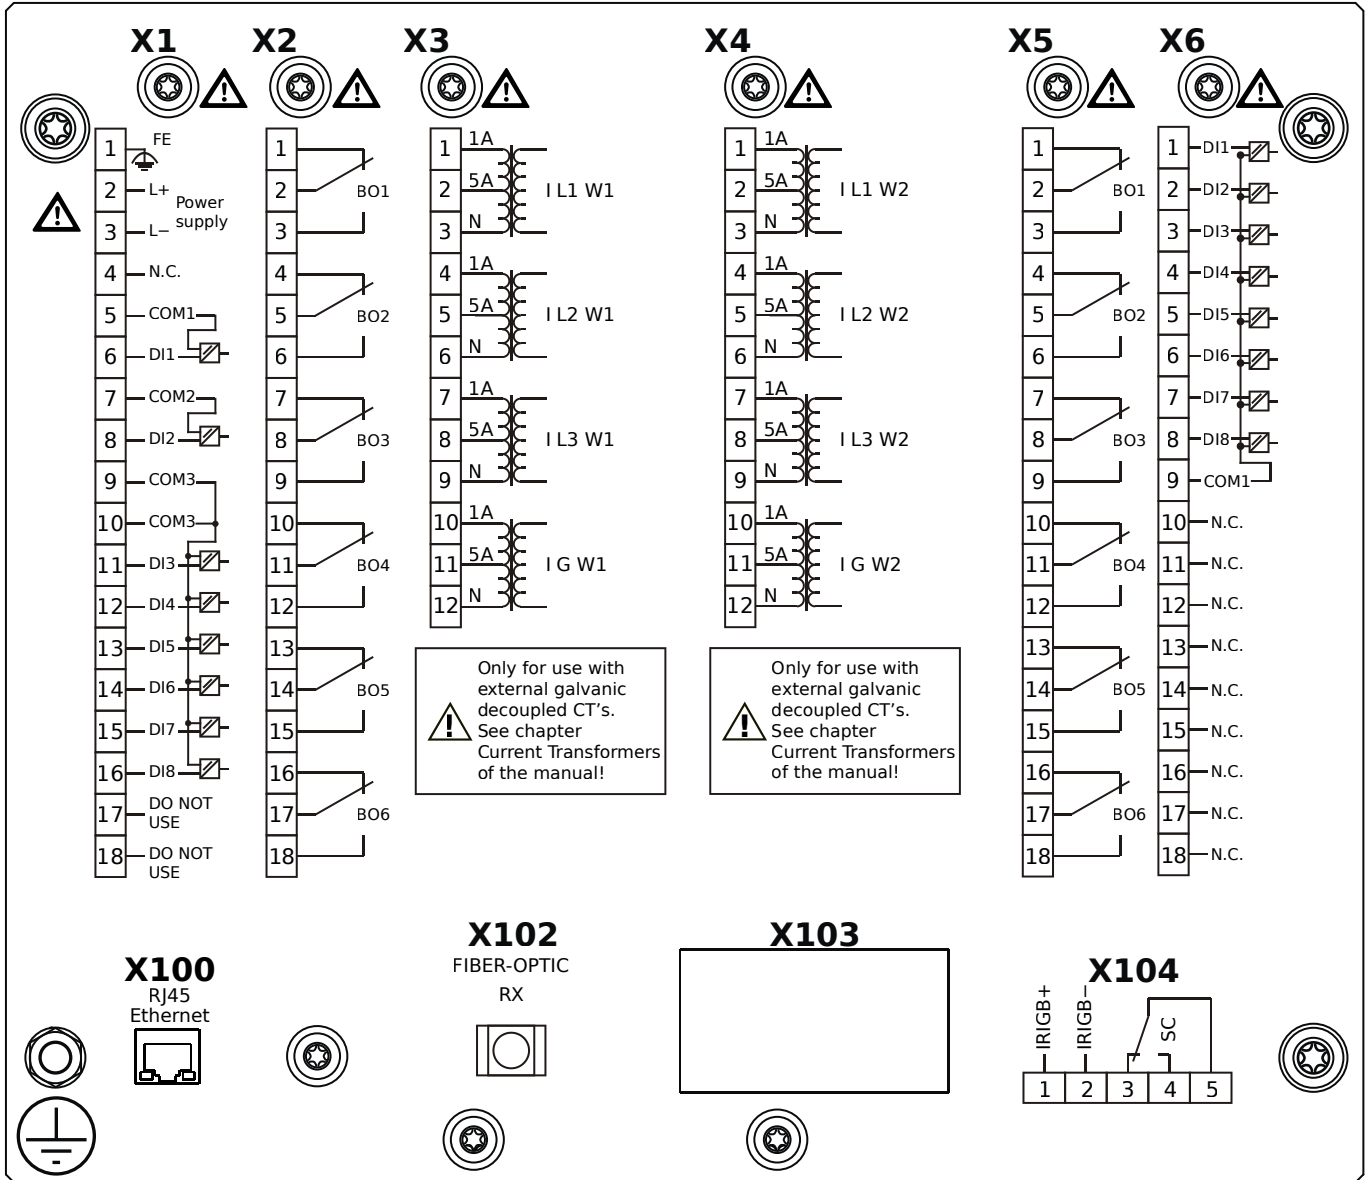 X1 X2 X3 X4 X5 X6
1 FE
2 L+
Power
supply
3 L−
4 N.C.
5 COM1
6 DI1
7 COM2
8 DI2
9 COM3
10 COM3
11 DI3
12 DI4
13 DI5
14 DI6
15 DI7
16 DI8
17 DO NOT
USE
18 DO NOT
USE
1
2 BO1
3
4
5 BO2
6
7
8 BO3
9
10
11 BO4
12
13
14 BO5
15
16
17 BO6
18
1 1A
2 5A I L1 W1
3 N
4 1A
5 5A I L2 W1
6 N
7 1A
8 5A I L3 W1
9 N
10 1A
11 5A I G W1
12 N
Only for use with
external galvanic
decoupled CT's.
See chapter
Current Transformers
of the manual!
1 1A
2 5A I L1 W2
3 N
4 1A
5 5A I L2 W2
6 N
7 1A
8 5A I L3 W2
9 N
10 1A
11 5A I G W2
12 N
Only for use with
external galvanic
decoupled CT's.
See chapter
Current Transformers
of the manual!
1
2 BO1
3
4
5 BO2
6
7
8 BO3
9
10
11 BO4
12
13
14 BO5
15
16
17 BO6
18
1 DI1
2 DI2
3 DI3
4 DI4
5 DI5
6 DI6
7 DI7
8 DI8
9 COM1
10 N.C.
11 N.C.
12 N.C.
13 N.C.
14 N.C.
15 N.C.
16 N.C.
17 N.C.
18 N.C.
X100
RJ45
Ethernet
X102
FIBER-OPTIC
RX
X103
X104
IRIGB+
IRIGB−
SC
1 2 3 4 5